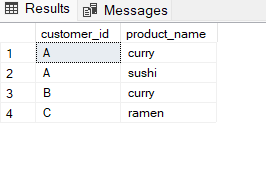 Results Messages
customer_id product_name
1 A curry
2 A sushi
3 B curry
4 C ramen